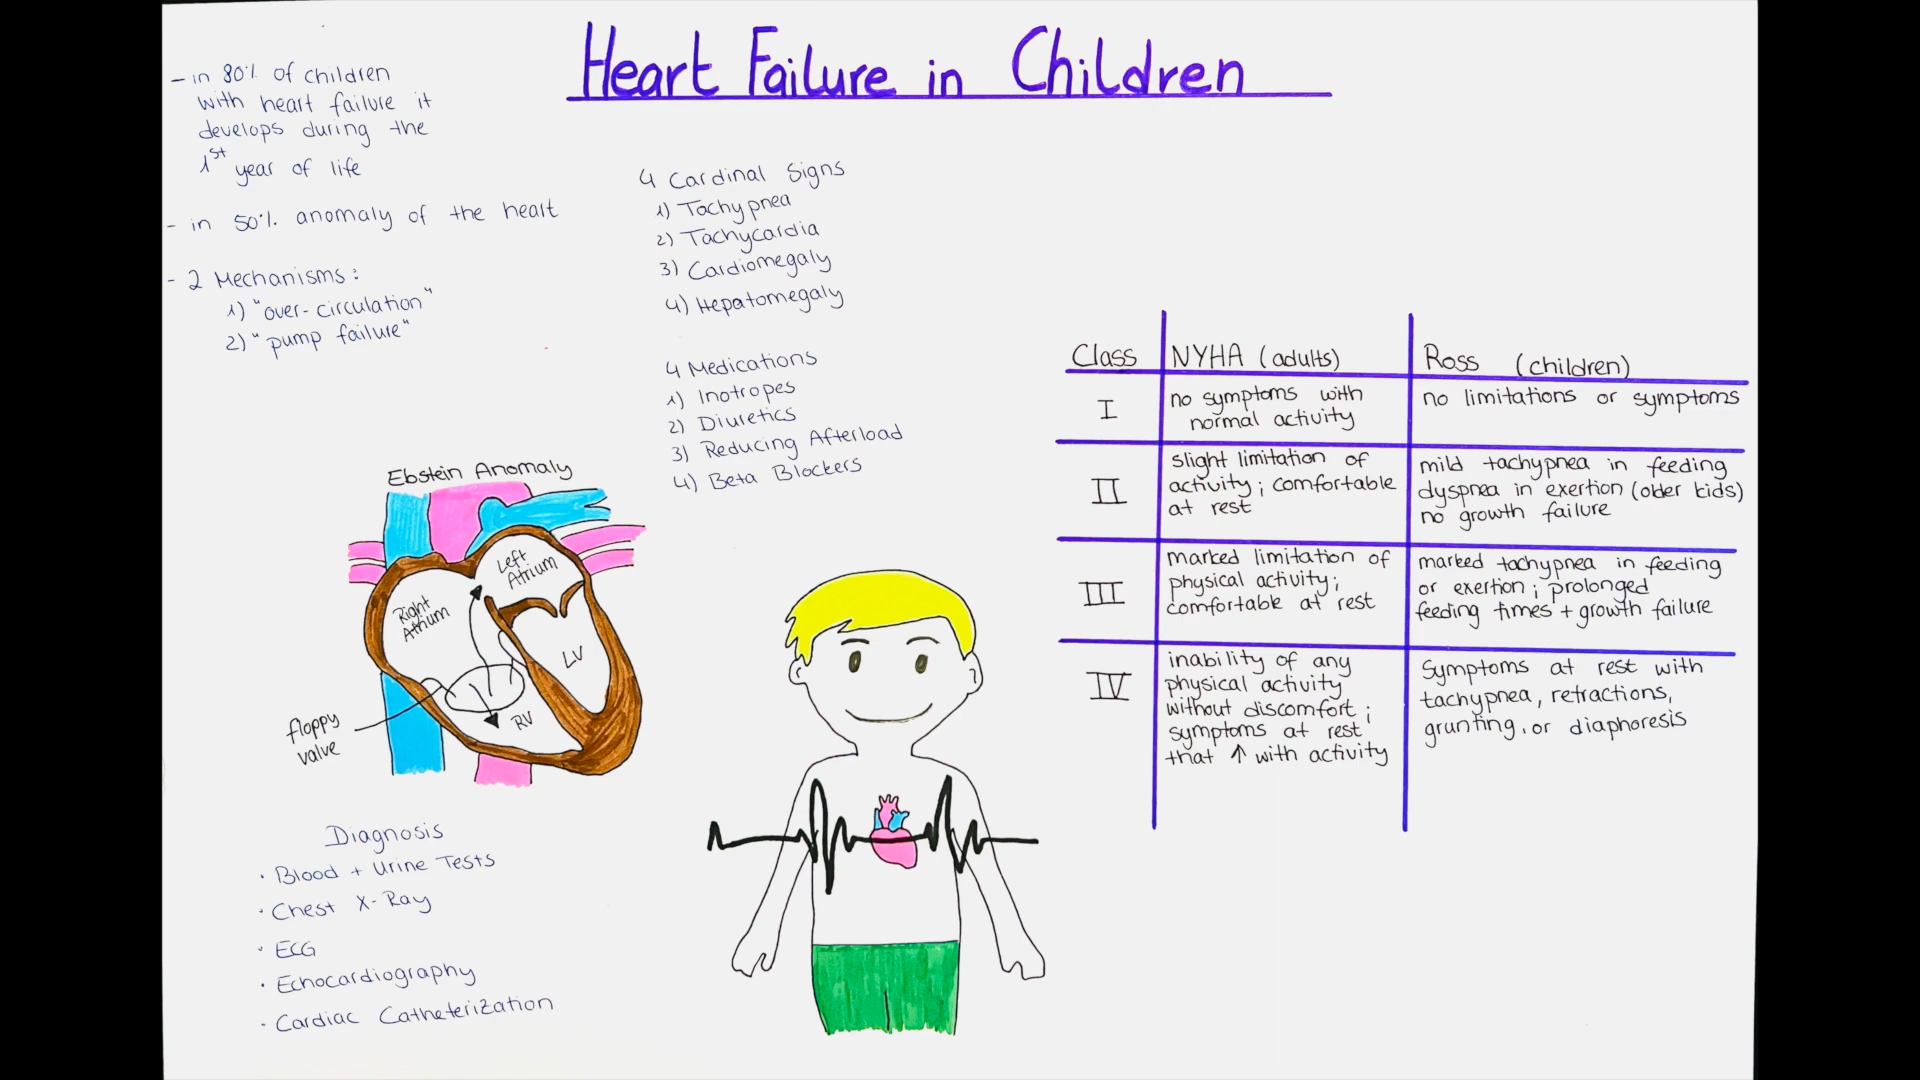 Heart Failure in Children
- in 80% of children
with heart failure it
develops during the
1st year of life
- in 50% anomaly of the heart
- 2 Mechanisms:
1) "over-circulation"
2) "pump failure"
4 Cardinal Signs
1) Tachypnea
2) Tachycardia
3) Cardiomegaly
4) Hepatomegaly
4 Medications
1) Inotropes
2) Diuretics
3) Reducing Afterload
4) Beta Blockers
Ebstein Anomaly
Left
Atrium
Right
Atrium
LV
RV
floppy
valve
Diagnosis
• Blood + Urine Tests
• Chest X-Ray
• ECG
• Echocardiography
• Cardiac Catheterization
Class NYHA (adults) Ross (children)
I
no symptoms with
normal activity
no limitations or symptoms
II
slight limitation of
activity; comfortable
at rest
mild tachypnea in feeding
dyspnea in exertion (older kids)
no growth failure
III
marked limitation of
physical activity;
comfortable at rest
marked tachypnea in feeding
or exertion; prolonged
feeding times + growth failure
IV
inability of any
physical activity
without discomfort;
symptoms at rest
that ↑ with activity
Symptoms at rest with
tachypnea, retractions,
grunting, or diaphoresis